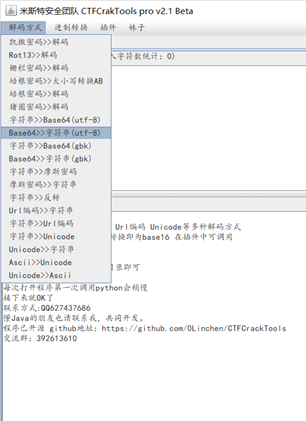 米斯特安全团队 CTFCrakTools pro v2.1 Beta
解码方式 进制转换 插件 妹子
入字符数统计: 0)
凯撒密码>>解码
Rot13>>解码
栅栏密码>>解码
培根密码>>大小写转换AB
培根密码>>解码
猪圈密码>>解码
字符串>>Base64(utf-8)
Base64>>字符串(utf-8)
字符串>>Base64(gbk)
Base64>>字符串(gbk)
字符串>>摩斯密码
摩斯密码>>字符串
字符串>>反转
Url编码>>字符串
字符串>>Url编码
字符串>>Unicode
Unicode>>字符串
Ascii>>Unicode
Unicode>>Ascii
Url编码 Unicode等多种解码方式
转换即为base16 在插件中可调用
目录即可
每次打开程序第一次调用python会稍慢
接下来就OK了
联系方式:QQ627437686
懂Java的朋友也请联系我, 共同开发。
程序已开源 github地址: https://github.com/0Linchen/CTFCrackTools
交流群: 392613610